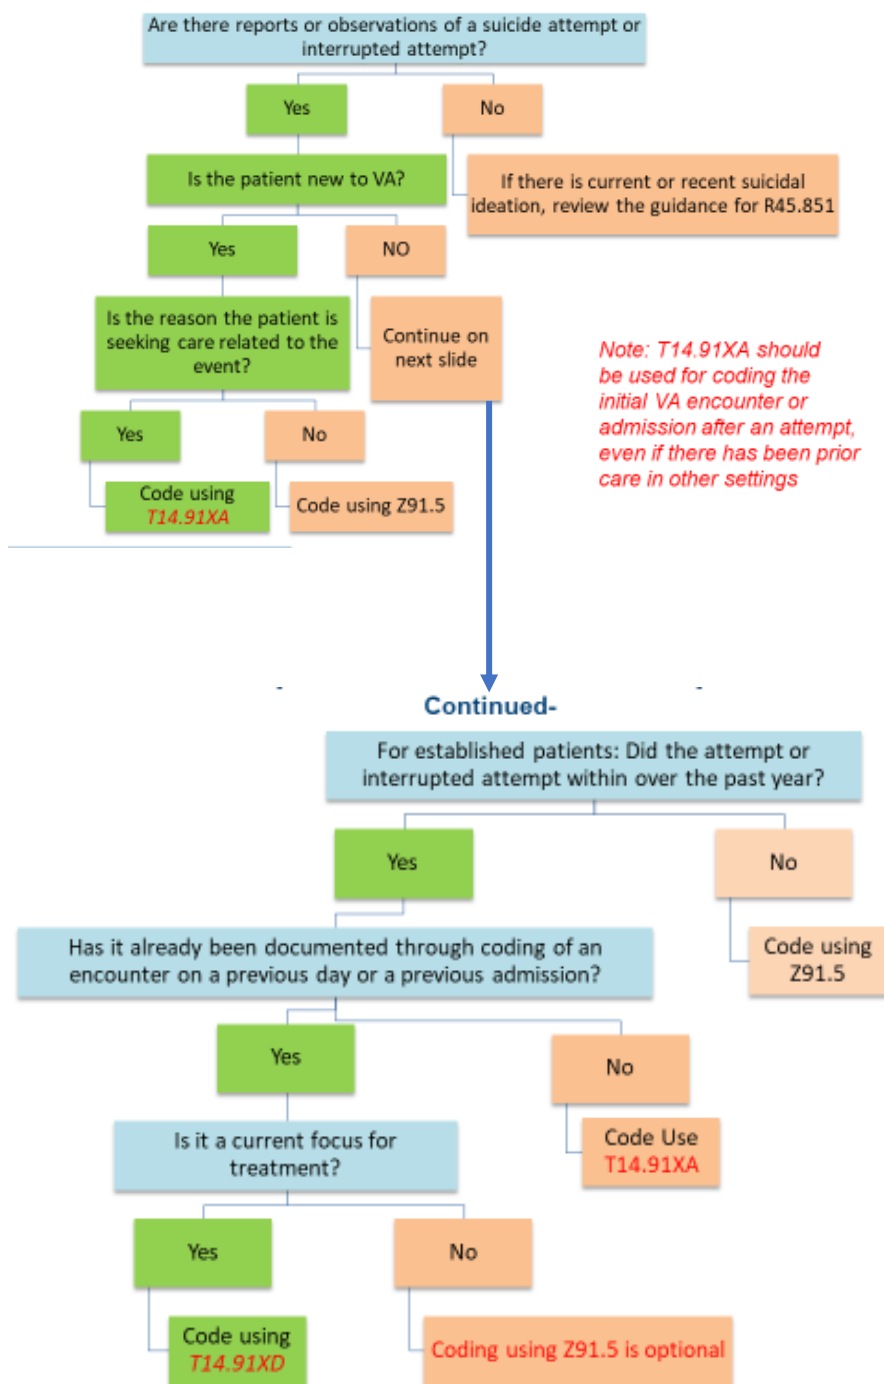 Are there reports or observations of a suicide attempt or
interrupted attempt?
Yes
No
Is the patient new to VA?
If there is current or recent suicidal
ideation, review the guidance for R45.851
Yes
NO
Is the reason the patient is
seeking care related to the
event?
Continue on
next slide
Note: T14.91XA should
be used for coding the
initial VA encounter or
admission after an attempt,
even if there has been prior
care in other settings
Yes
No
Code using
T14.91XA
Code using Z91.5
Continued-
For established patients: Did the attempt or
interrupted attempt within over the past year?
Yes
No
Has it already been documented through coding of an
encounter on a previous day or a previous admission?
Code using
Z91.5
Yes
No
Is it a current focus for
treatment?
Code Use
T14.91XA
Yes
No
Code using
T14.91XD
Coding using Z91.5 is optional